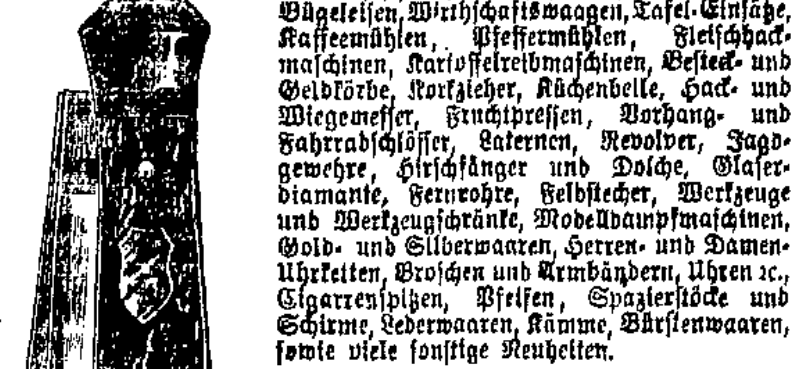 Bügeleisen, Wirthschaftswaagen, Tafel-Einsätze,
Kaffeemühlen, Pfeffermühlen, Fleischhack-
maschinen, Kartoffelreibmaschinen, Besteck- und
Geldkörbe, Korkzieher, Küchenbeile, Hack- und
Wiegemesser, Fruchtpressen, Vorhang- und
Fahrradschlösser, Laternen, Revolver, Jagd-
gewehre, Hirschfänger und Dolche, Glaser-
diamante, Fernrohre, Feldstecher, Werkzeuge
und Werkzeugschränke, Modelldampfmaschinen,
Gold- und Silberwaaren, Herren- und Damen-
Uhrketten, Broschen und Armbändern, Uhren ꝛc.,
Cigarrenspitzen, Pfeifen, Spazierstöcke und
Schirme, Lederwaaren, Kämme, Bürstenwaaren,
sowie viele sonstige Neuheiten.